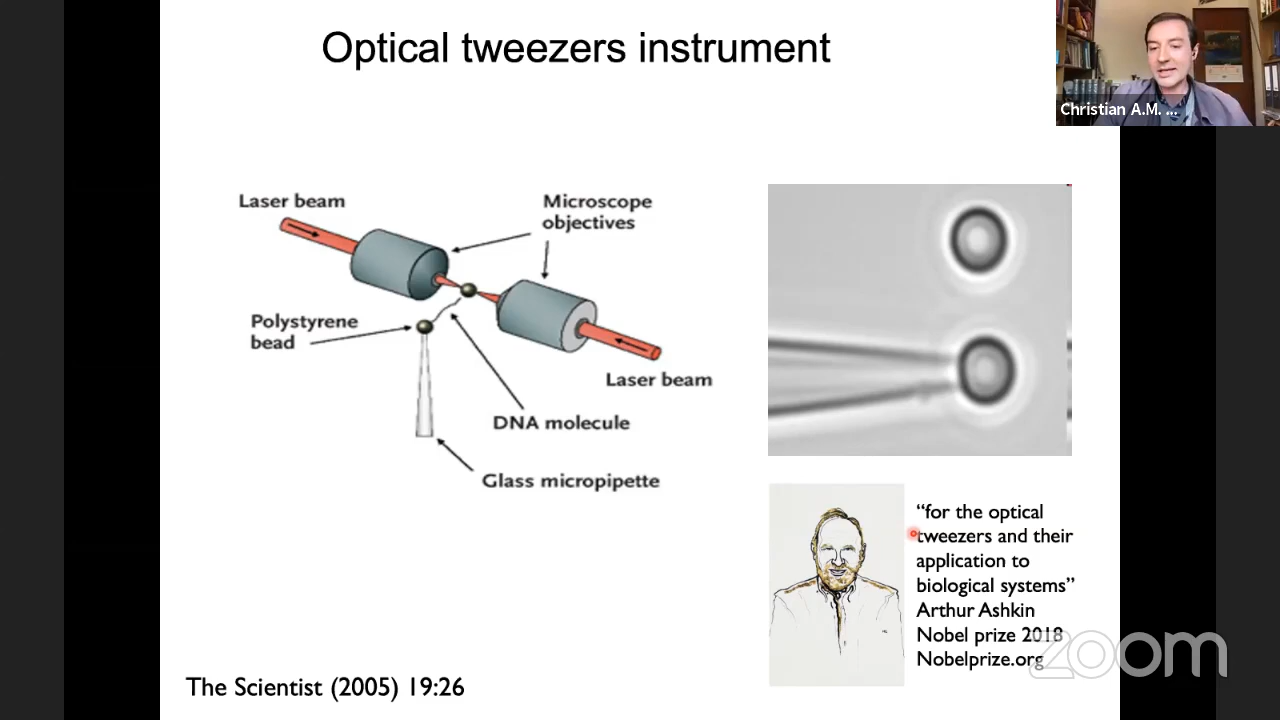 Optical tweezers instrument
Christian A.M. ...
Laser beam
Microscope
objectives
Polystyrene
bead
Laser beam
DNA molecule
Glass micropipette
“for the optical
tweezers and their
application to
biological systems”
Arthur Ashkin
Nobel prize 2018
Nobelprize.org
zoom
The Scientist (2005) 19:26